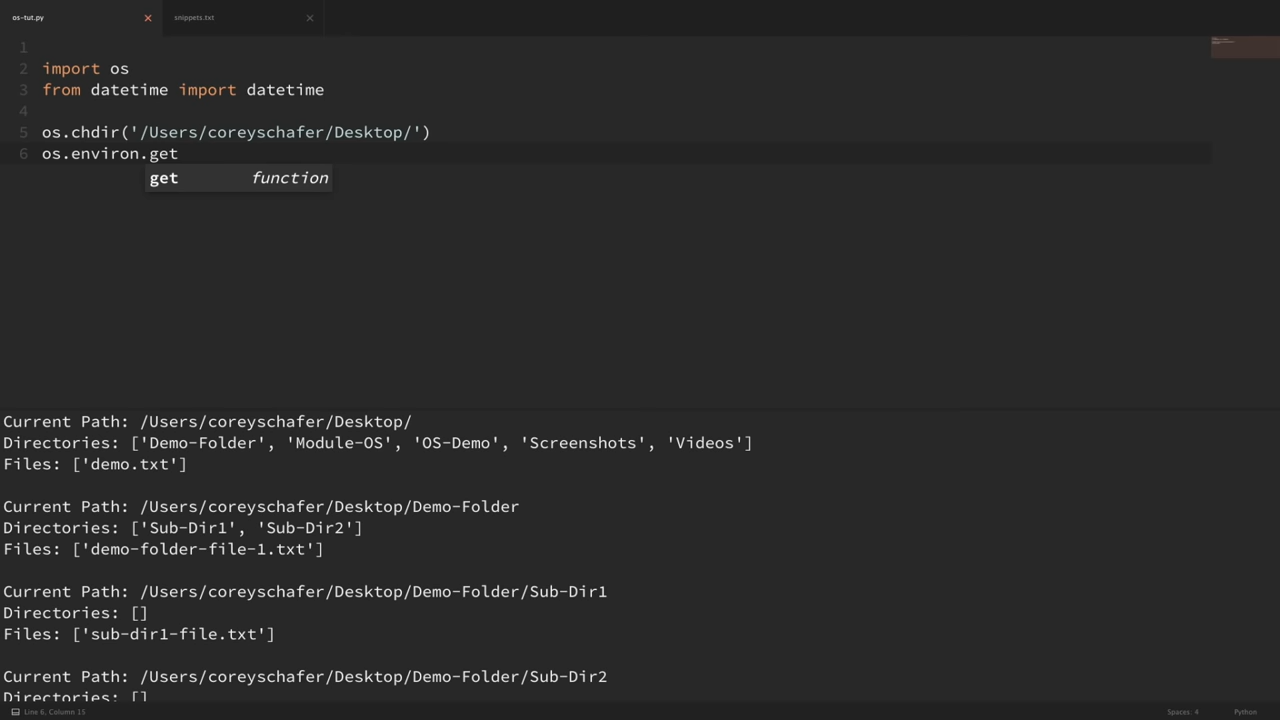 os-tut.py
snippets.txt
1
2 import os
3 from datetime import datetime
4
5 os.chdir('/Users/coreyschafer/Desktop/')
6 os.environ.get
get function
Current Path: /Users/coreyschafer/Desktop/
Directories: ['Demo-Folder', 'Module-OS', 'OS-Demo', 'Screenshots', 'Videos']
Files: ['demo.txt']
Current Path: /Users/coreyschafer/Desktop/Demo-Folder
Directories: ['Sub-Dir1', 'Sub-Dir2']
Files: ['demo-folder-file-1.txt']
Current Path: /Users/coreyschafer/Desktop/Demo-Folder/Sub-Dir1
Directories: []
Files: ['sub-dir1-file.txt']
Current Path: /Users/coreyschafer/Desktop/Demo-Folder/Sub-Dir2
Directories: []
Line 6, Column 15
Spaces: 4
Python